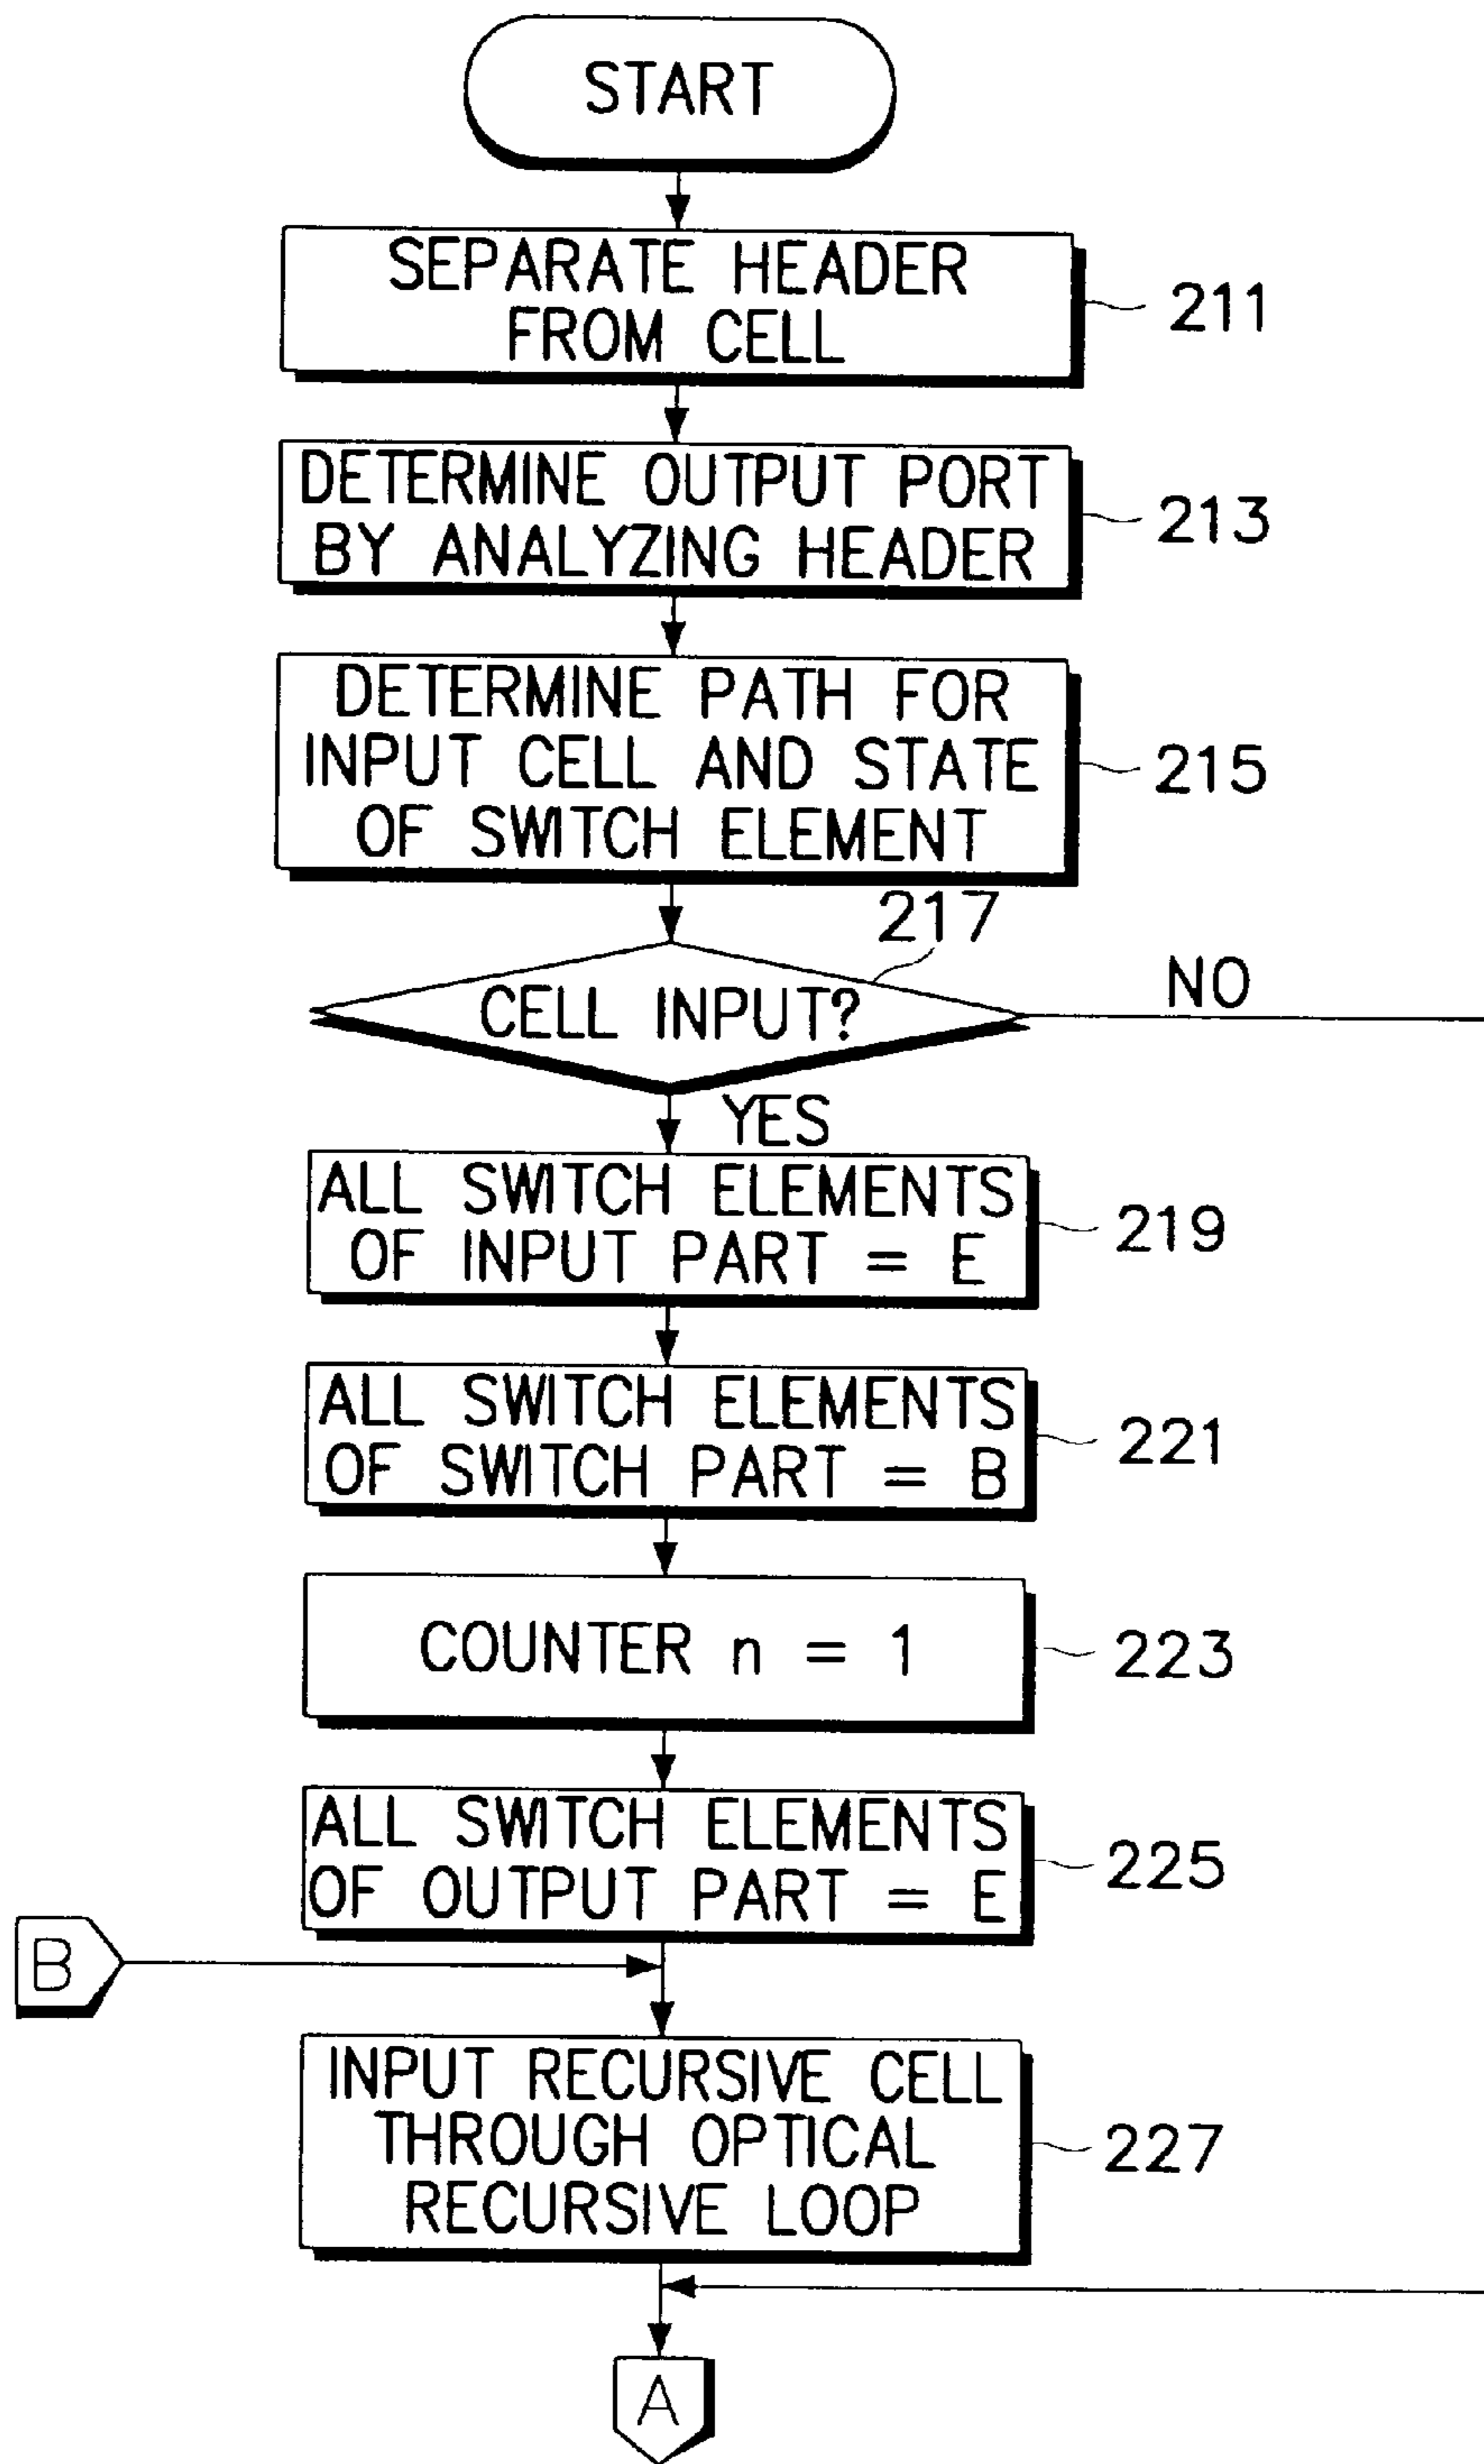 START
SEPARATE HEADER
FROM CELL
211
DETERMINE OUTPUT PORT
BY ANALYZING HEADER
213
DETERMINE PATH FOR
INPUT CELL AND STATE
OF SWITCH ELEMENT
215
217
CELL INPUT?
NO
YES
ALL SWITCH ELEMENTS
OF INPUT PART = E
219
ALL SWITCH ELEMENTS
OF SWITCH PART = B
221
COUNTER n = 1
223
ALL SWITCH ELEMENTS
OF OUTPUT PART = E
225
B
INPUT RECURSIVE CELL
THROUGH OPTICAL
RECURSIVE LOOP
227
A